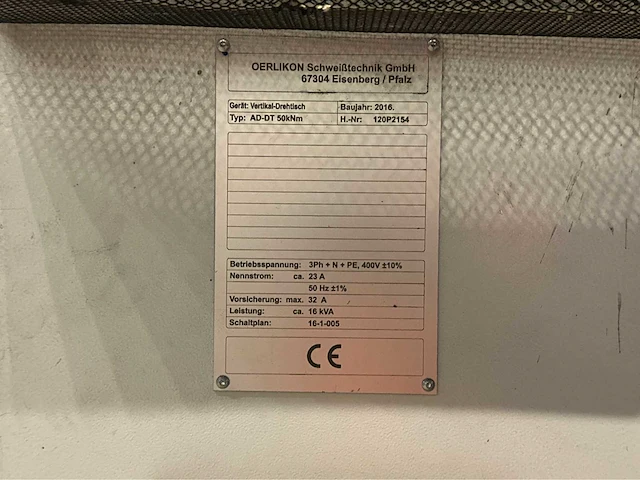 OERLIKON Schweißtechnik GmbH
67304 Eisenberg / Pfalz
Gerät: Vertikal-Drehtisch Baujahr: 2016.
Typ: AD-DT 50kNm H.-Nr: 120P2154
Betriebsspannung: 3Ph + N + PE, 400V ±10%
Nennstrom: ca. 23 A
50 Hz ±1%
Vorsicherung: max. 32 A
Leistung: ca. 16 kVA
Schaltplan: 16-1-005
CE